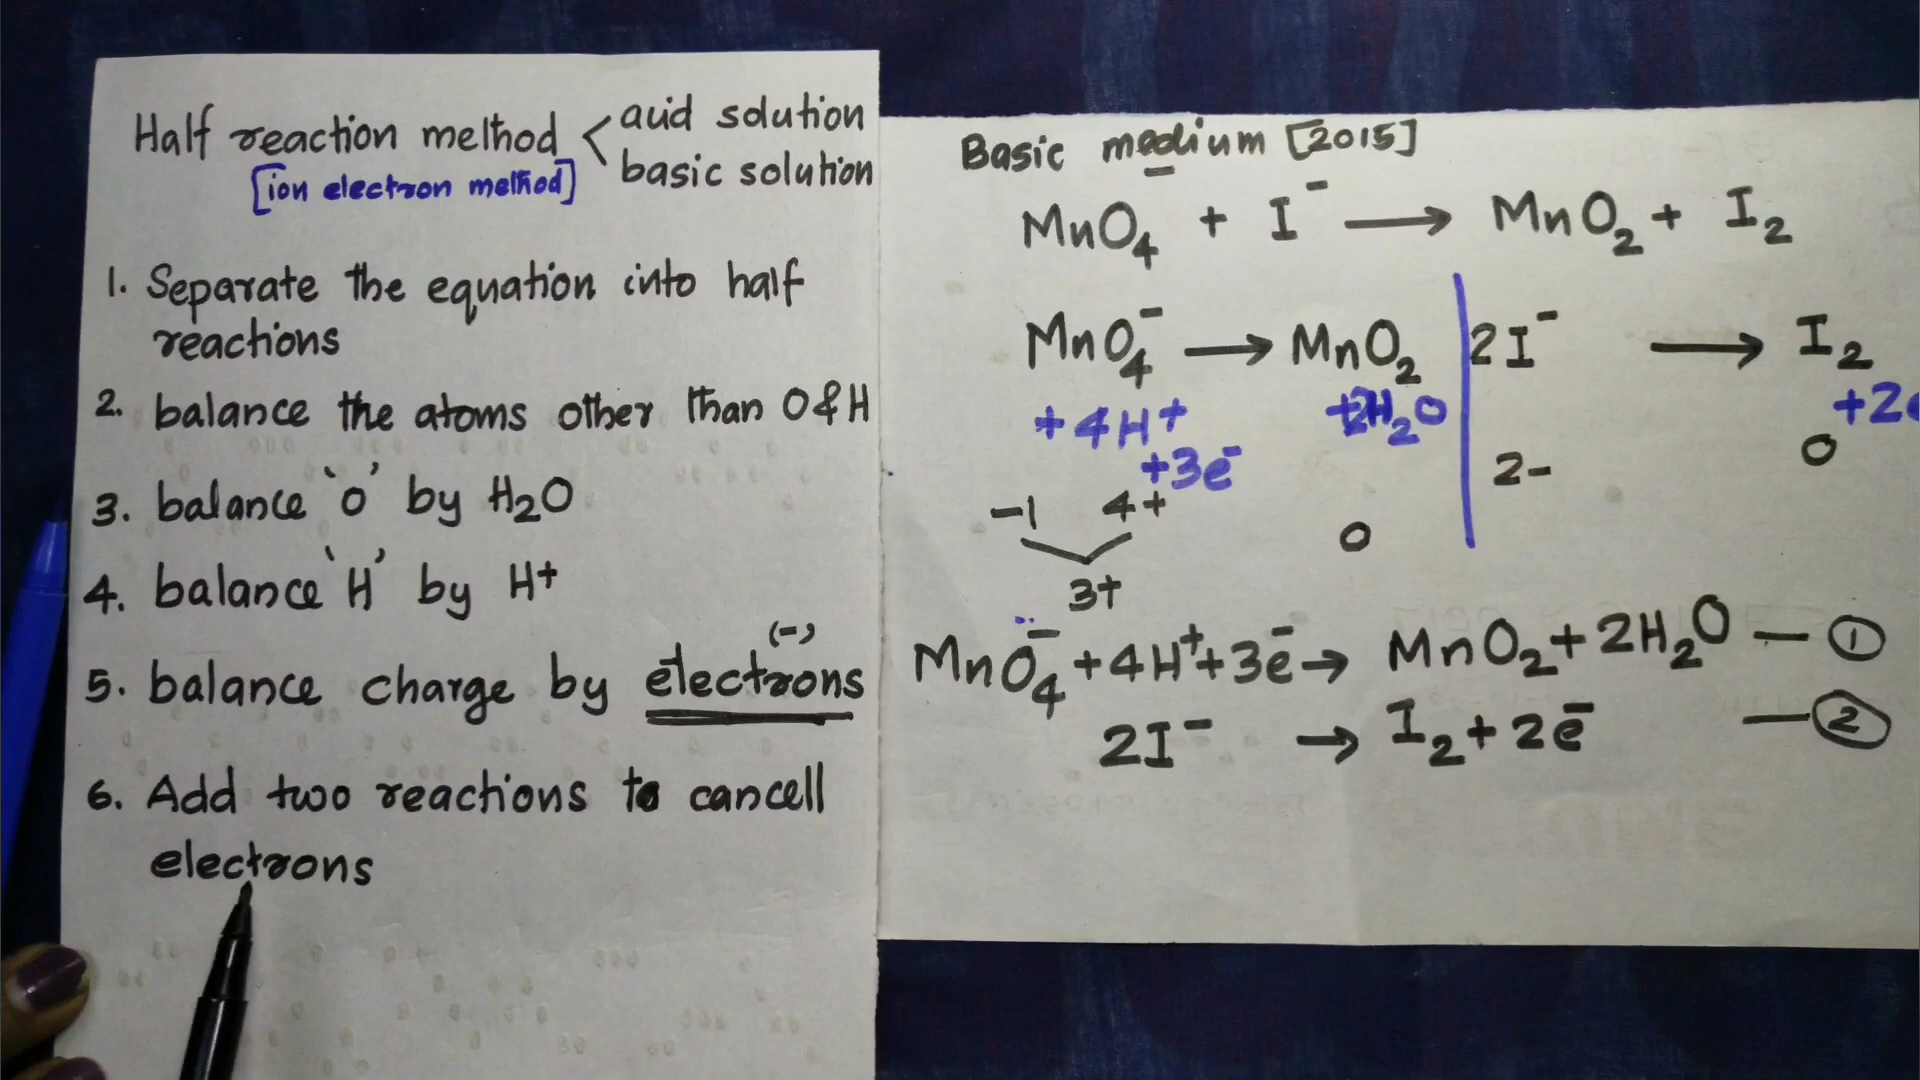 Half reaction method < acid solution
basic solution
[ion electron method]
1. Separate the equation into half
reactions
2. balance the atoms other than O & H
3. balance 'O' by H₂O
4. balance 'H' by H+
(-)
5. balance charge by electrons
6. Add two reactions to cancell
electrons
Basic medium [2015]
MnO₄⁻ + I⁻ → MnO₂ + I₂
MnO₄⁻ → MnO₂ | 2I⁻ → I₂
+4H+ +2H₂O +2e
+3e⁻ 2- 0
-1 4+ 0
3+
MnO₄⁻ + 4H⁺ + 3e⁻ → MnO₂ + 2H₂O — ①
2I⁻ → I₂ + 2e⁻ — ②